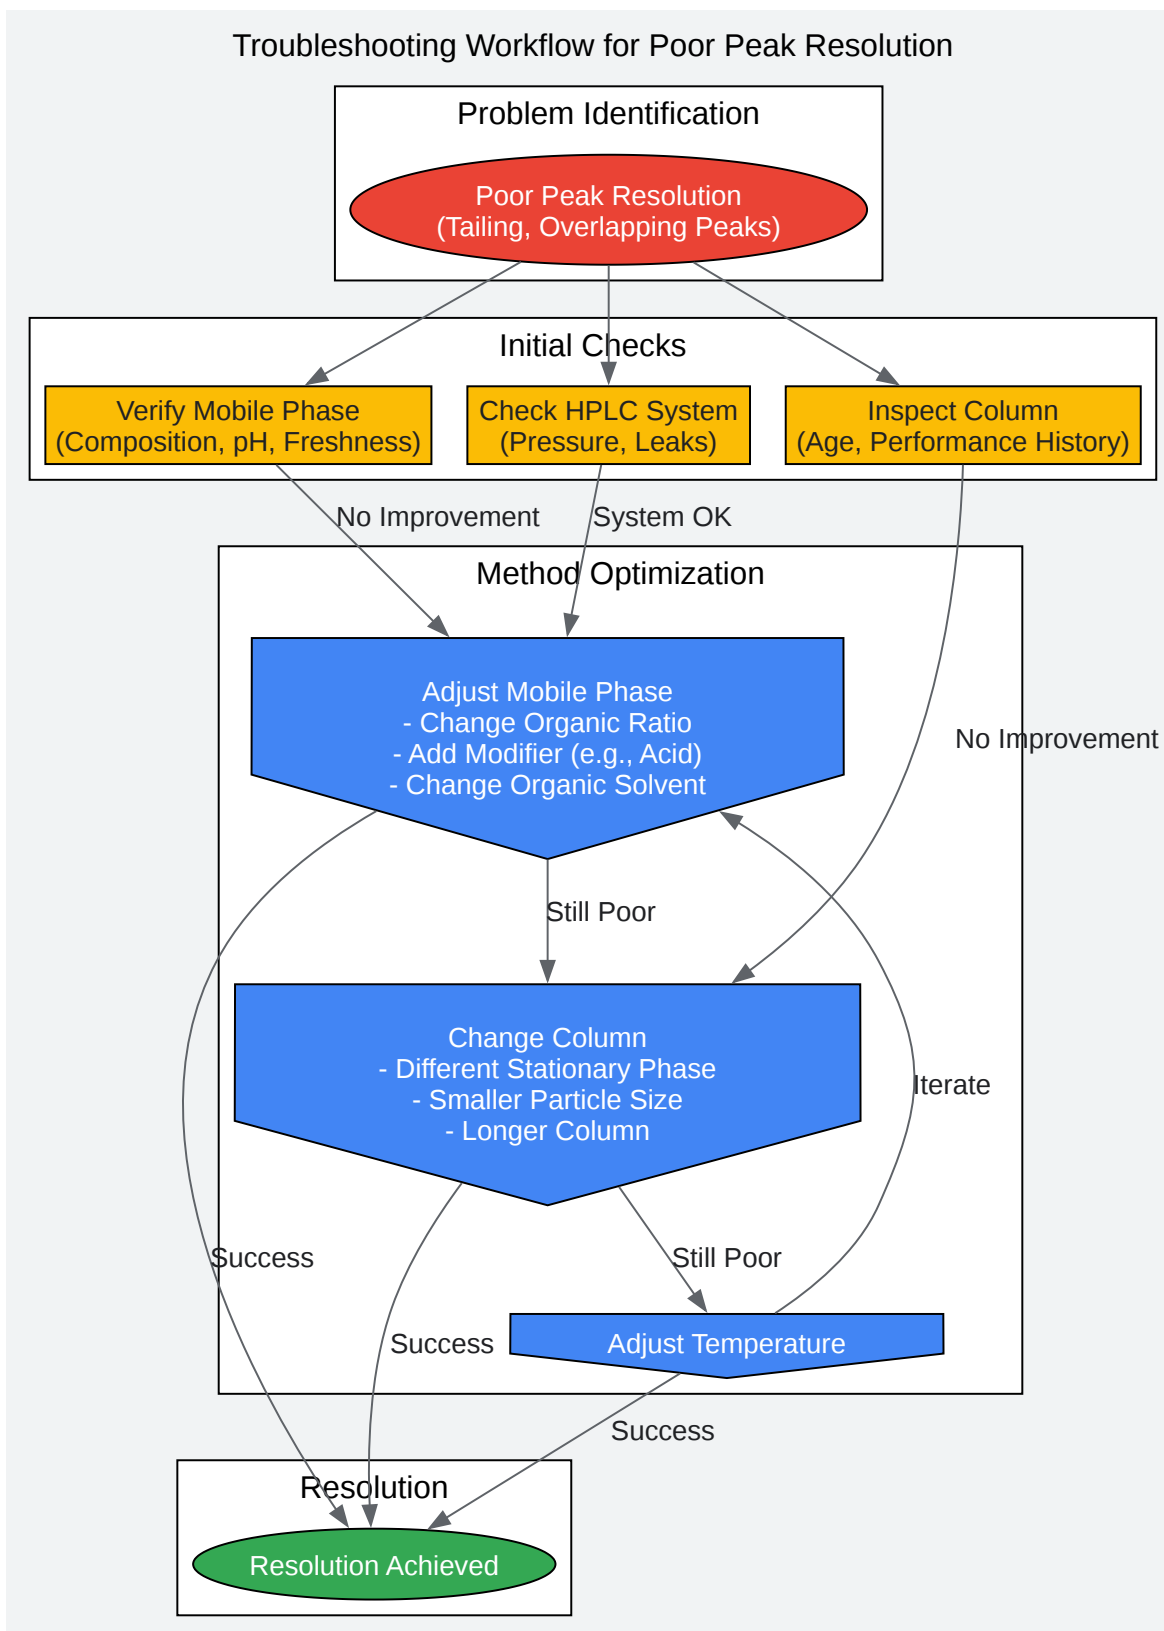 Troubleshooting Workflow for Poor Peak Resolution
Problem Identification
Poor Peak Resolution
(Tailing, Overlapping Peaks)
Initial Checks
Verify Mobile Phase
(Composition, pH, Freshness)
Check HPLC System
(Pressure, Leaks)
Inspect Column
(Age, Performance History)
No Improvement
System OK
Method Optimization
Adjust Mobile Phase
- Change Organic Ratio
- Add Modifier (e.g., Acid)
- Change Organic Solvent
No Improvement
Still Poor
Change Column
- Different Stationary Phase
- Smaller Particle Size
- Longer Column
Iterate
Success
Still Poor
Success
Adjust Temperature
Success
Resolution
Resolution Achieved